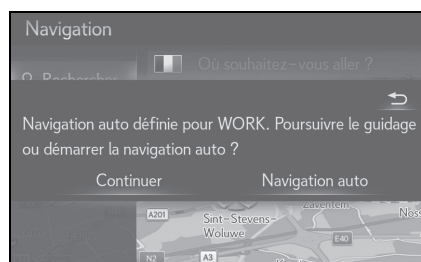 Navigation
Où souhaitez-vous aller ?
Rechercher
Navigation auto définie pour WORK. Poursuivre le guidage
ou démarrer la navigation auto ?
Continuer
Navigation auto
Zaventem
A201
Sint-Stevens-
Woluwe
Noss
E40
N2
A3